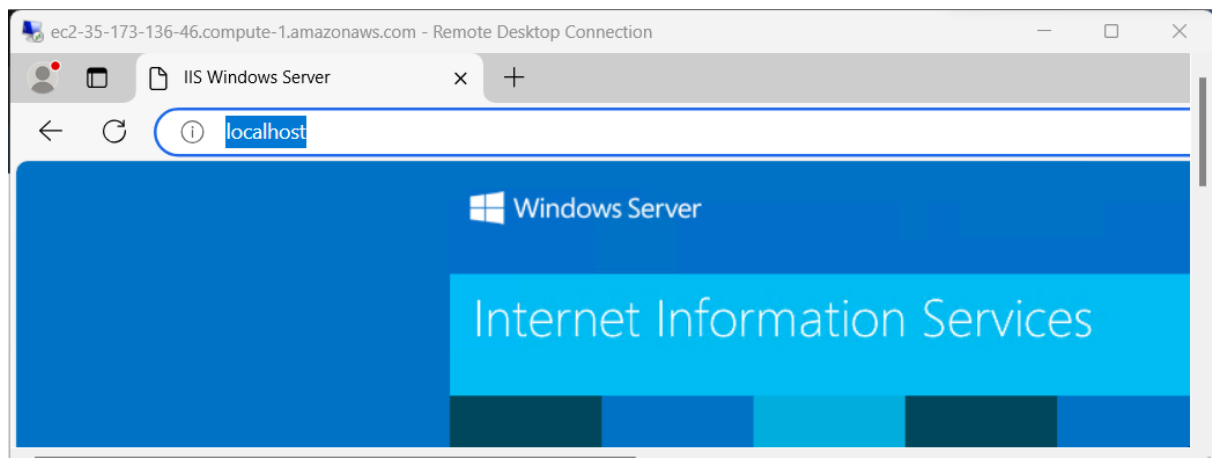 ec2-35-173-136-46.compute-1.amazonaws.com - Remote Desktop Connection
IIS Windows Server
localhost
Windows Server
Internet Information Services